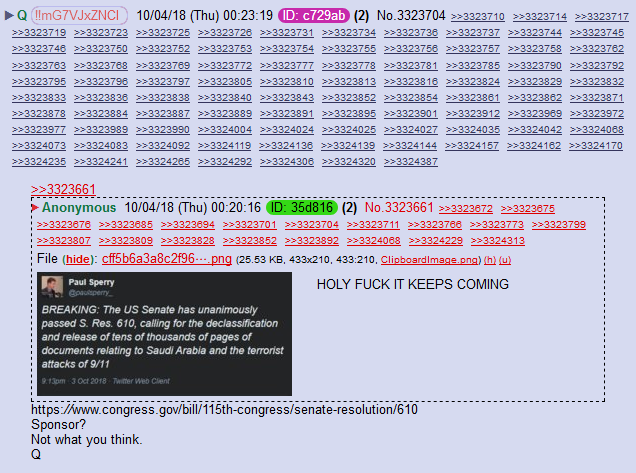 ▶ Q !!mG7VJxZNCI 10/04/18 (Thu) 00:23:19 ID: c729ab (2) No.3323704 >>3323710 >>3323714 >>3323717
>>3323719 >>3323723 >>3323725 >>3323726 >>3323731 >>3323734 >>3323736 >>3323737 >>3323744 >>3323745
>>3323746 >>3323750 >>3323752 >>3323753 >>3323754 >>3323755 >>3323756 >>3323757 >>3323758 >>3323762
>>3323763 >>3323768 >>3323769 >>3323772 >>3323777 >>3323778 >>3323781 >>3323785 >>3323790 >>3323792
>>3323795 >>3323796 >>3323797 >>3323805 >>3323810 >>3323813 >>3323816 >>3323824 >>3323829 >>3323832
>>3323833 >>3323836 >>3323838 >>3323840 >>3323843 >>3323852 >>3323854 >>3323861 >>3323862 >>3323871
>>3323878 >>3323884 >>3323887 >>3323889 >>3323891 >>3323895 >>3323901 >>3323912 >>3323969 >>3323972
>>3323977 >>3323989 >>3323990 >>3324004 >>3324024 >>3324027 >>3324035 >>3324042 >>3324068
>>3324073 >>3324083 >>3324092 >>3324119 >>3324136 >>3324139 >>3324144 >>3324157 >>3324162 >>3324170
>>3324235 >>3324241 >>3324265 >>3324292 >>3324306 >>3324320 >>3324387
>>3323661
Anonymous 10/04/18 (Thu) 00:20:16 ID: 35d816 (2) No.3323661 >>3323672 >>3323675
>>3323676 >>3323685 >>3323694 >>3323701 >>3323704 >>3323711 >>3323766 >>3323773 >>3323799
>>3323807 >>3323809 >>3323828 >>3323852 >>3323892 >>3324068 >>3324229 >>3324313
File (hide): cff5b6a3a8c2f96⋯.png (25.53 KB, 433x210, 433:210, ClipboardImage.png) (h) (u)
Paul Sperry
@paulsperry_
BREAKING: The US Senate has unanimously
passed S. Res. 610, calling for the declassification
and release of tens of thousands of pages of
documents relating to Saudi Arabia and the terrorist
attacks of 9/11
9:13pm · 3 Oct 2018 · Twitter Web Client
HOLY FUCK IT KEEPS COMING
https://www.congress.gov/bill/115th-congress/senate-resolution/610
Sponsor?
Not what you think.
Q